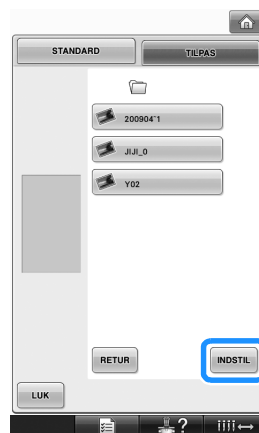 STANDARD
TILPAS
200904~1
JIJI_0
Y02
RETUR
INDSTIL
LUK
?